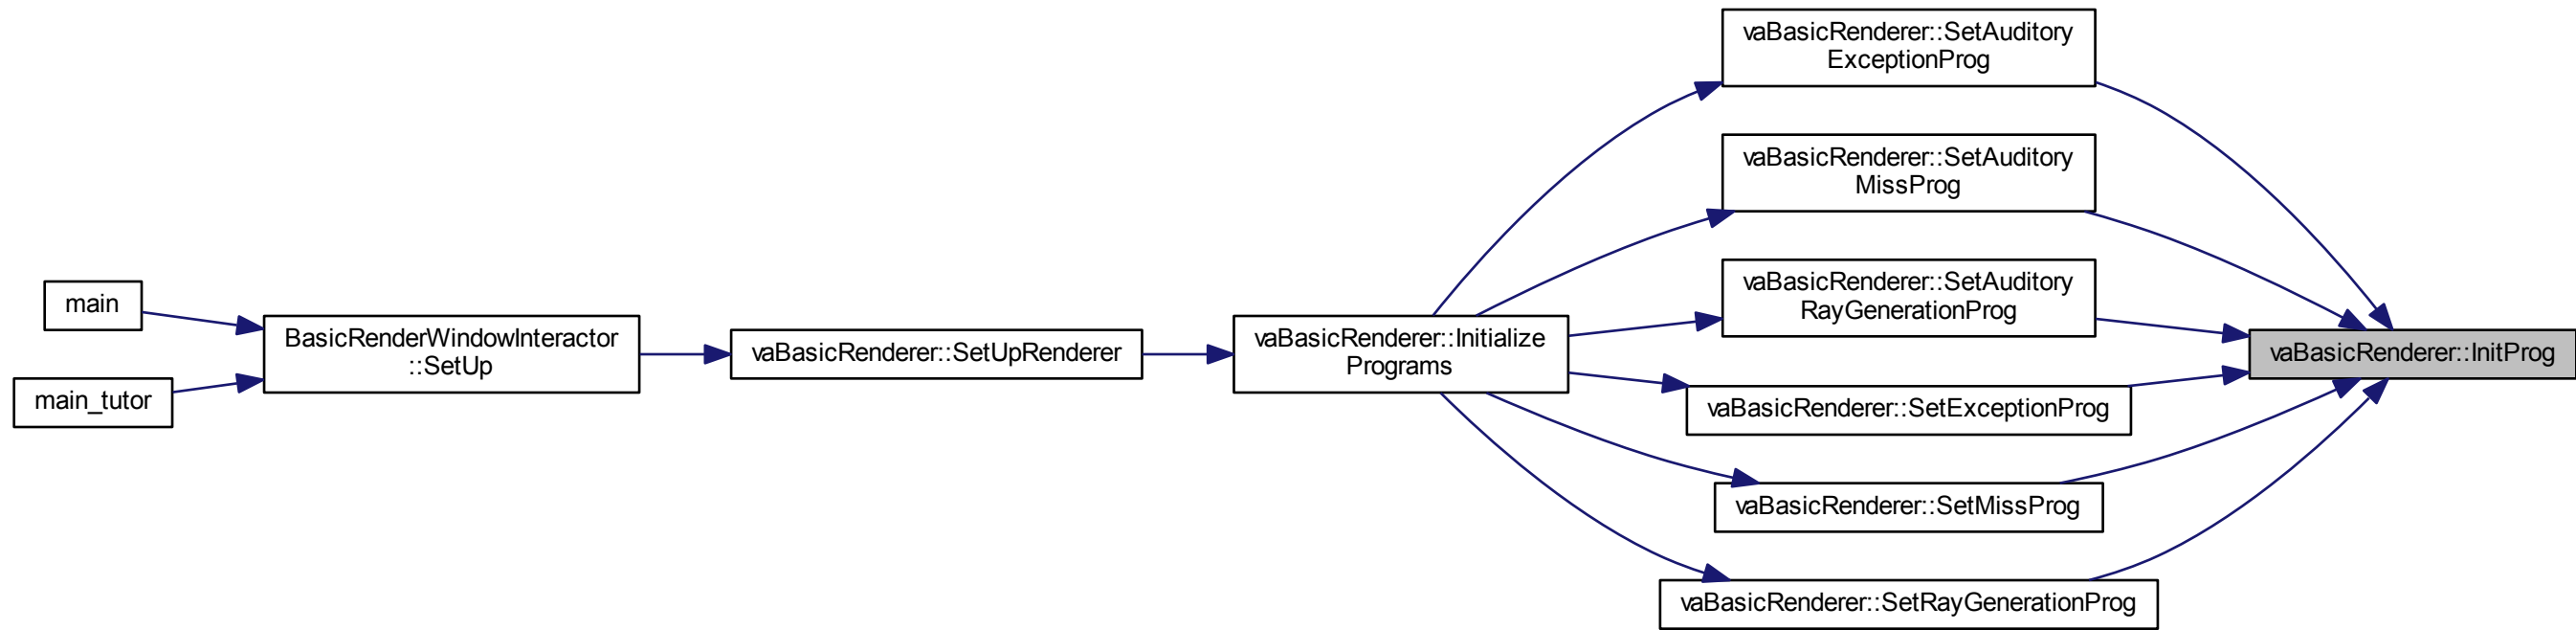 main
main_tutor
BasicRenderWindowInteractor
::SetUp
vaBasicRenderer::SetUpRenderer
vaBasicRenderer::Initialize
Programs
vaBasicRenderer::SetAuditory
ExceptionProg
vaBasicRenderer::SetAuditory
MissProg
vaBasicRenderer::SetAuditory
RayGenerationProg
vaBasicRenderer::SetExceptionProg
vaBasicRenderer::SetMissProg
vaBasicRenderer::SetRayGenerationProg
vaBasicRenderer::InitProg